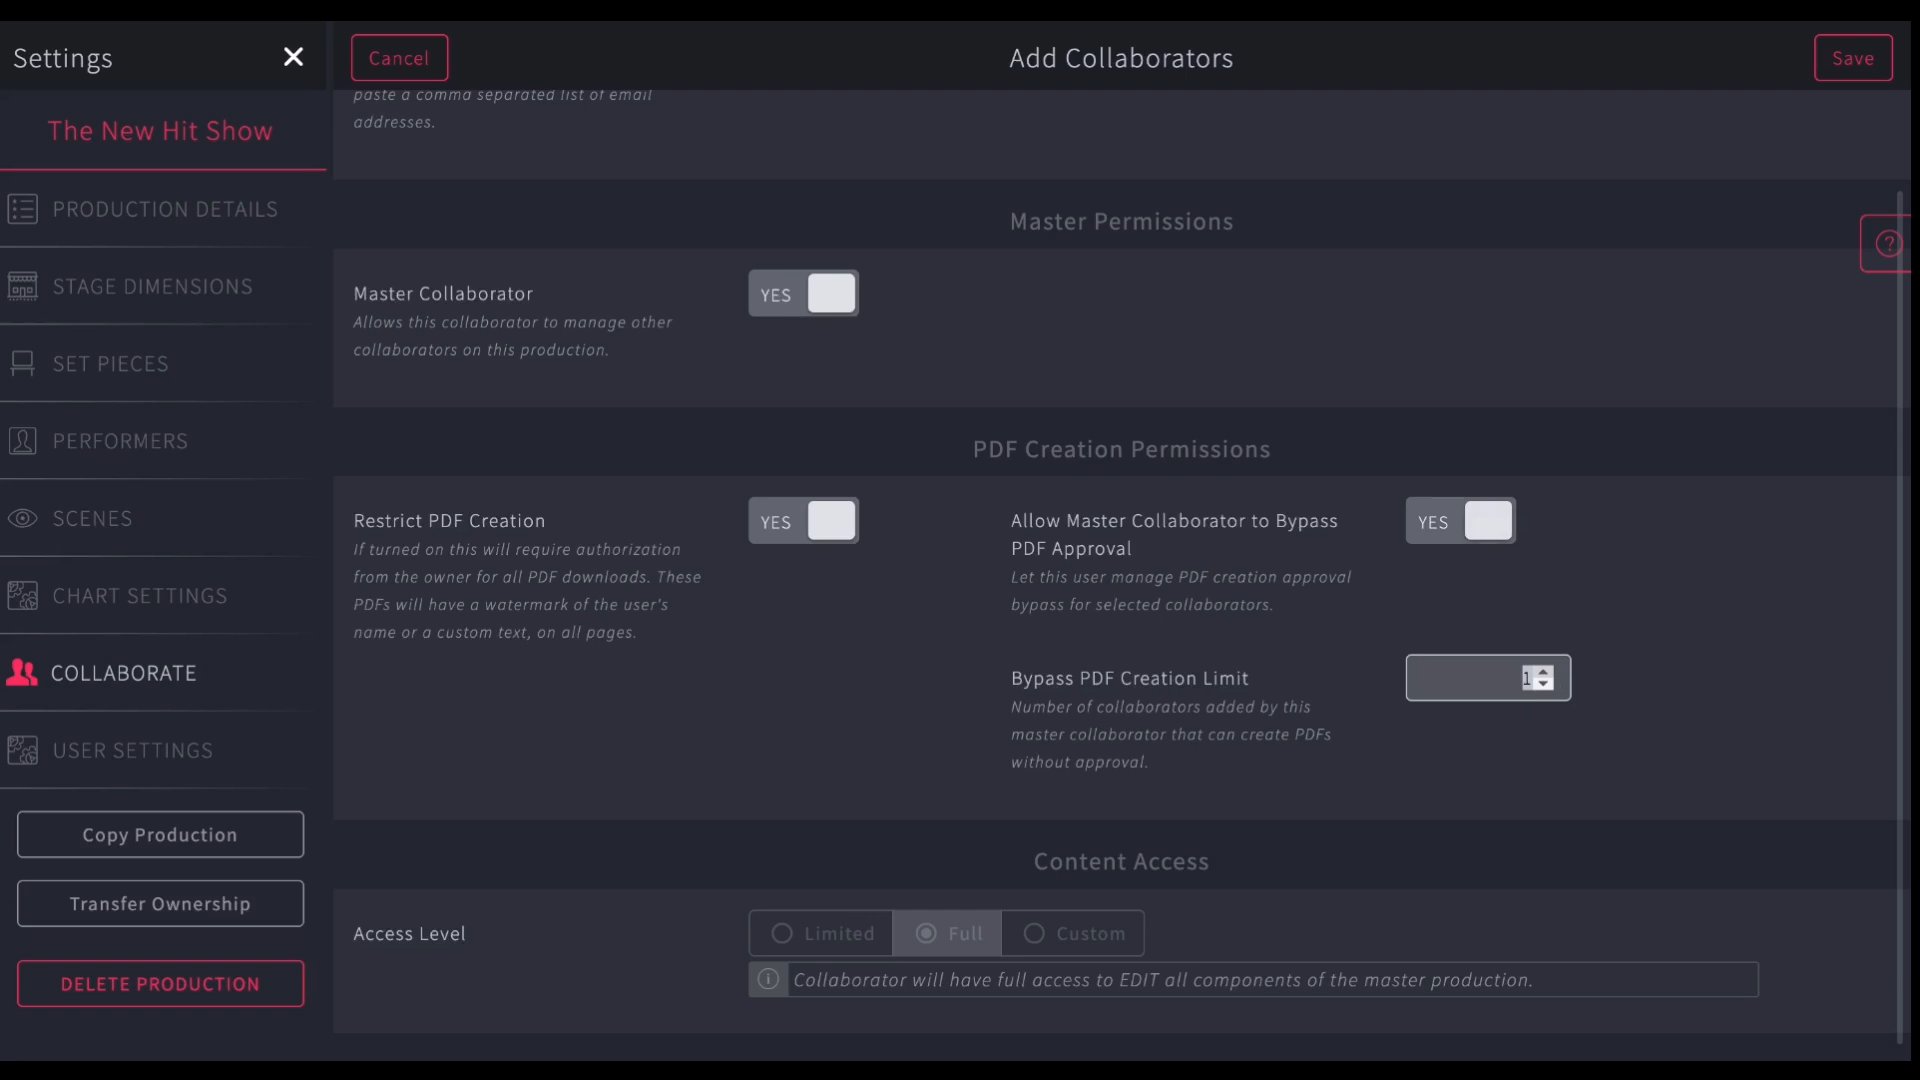 Settings
Cancel
Add Collaborators
Save
The New Hit Show
PRODUCTION DETAILS
STAGE DIMENSIONS
SET PIECES
PERFORMERS
SCENES
CHART SETTINGS
COLLABORATE
USER SETTINGS
Copy Production
Transfer Ownership
DELETE PRODUCTION
paste a comma separated list of email
addresses.
Master Permissions
?
Master Collaborator
YES
Allows this collaborator to manage other
collaborators on this production.
PDF Creation Permissions
Restrict PDF Creation
YES
If turned on this will require authorization
from the owner for all PDF downloads. These
PDFs will have a watermark of the user's
name or a custom text, on all pages.
Allow Master Collaborator to Bypass
PDF Approval
YES
Let this user manage PDF creation approval
bypass for selected collaborators.
Bypass PDF Creation Limit
1
Number of collaborators added by this
master collaborator that can create PDFs
without approval.
Content Access
Access Level
Limited
Full
Custom
Collaborator will have full access to EDIT all components of the master production.